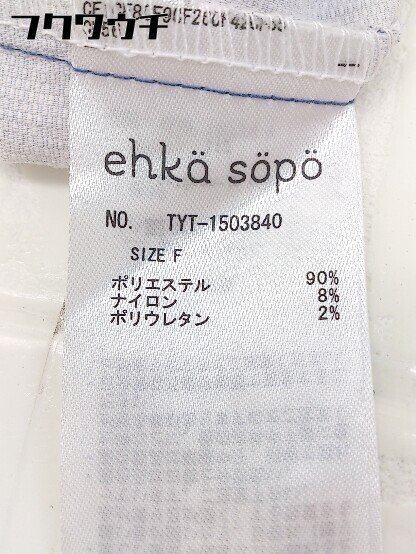 フクウウチ
ehkä söpö
NO. TYT-1503840
SIZE F
ポリエステル 90%
ナイロン 8%
ポリウレタン 2%